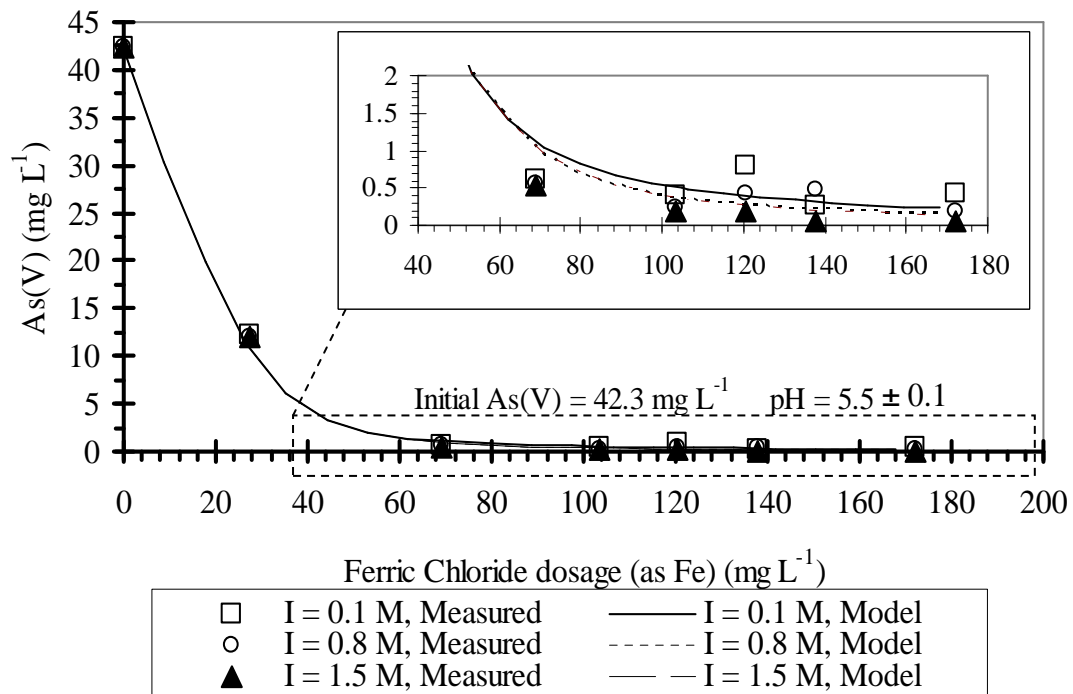 45
40
35
30
25
20
15
10
5
0
As(V) (mg L⁻¹)
2
1.5
1
0.5
0
40 60 80 100 120 140 160 180
Initial As(V) = 42.3 mg L⁻¹ pH = 5.5 ± 0.1
0 20 40 60 80 100 120 140 160 180 200
Ferric Chloride dosage (as Fe) (mg L⁻¹)
I = 0.1 M, Measured I = 0.1 M, Model
I = 0.8 M, Measured I = 0.8 M, Model
I = 1.5 M, Measured I = 1.5 M, Model